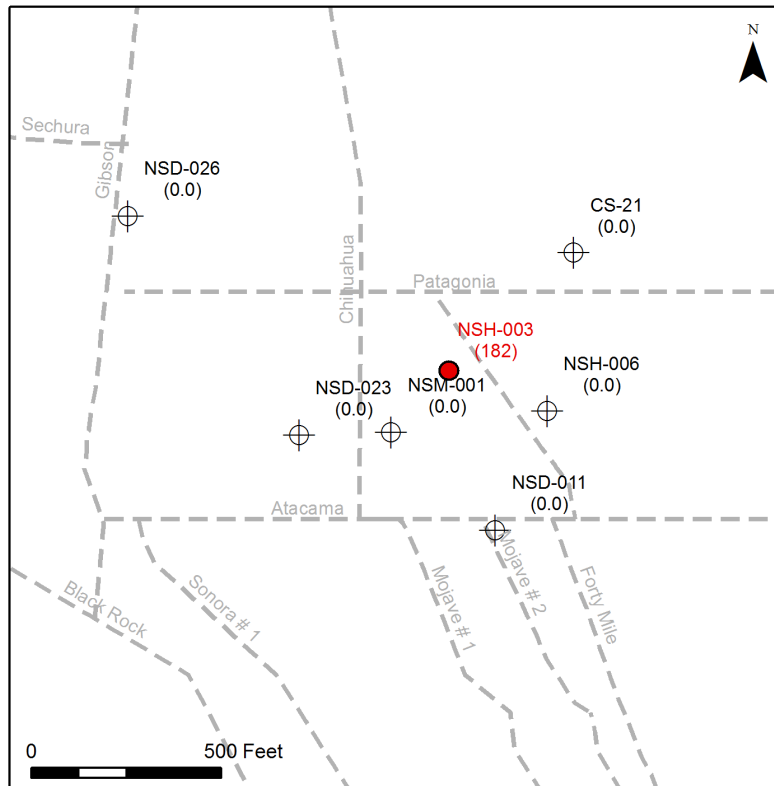 N
Sechura
Gibson
NSD-026
(0.0)
CS-21
(0.0)
Chihuahua
Patagonia
NSH-003
(182)
NSH-006
(0.0)
NSD-023
(0.0)
NSM-001
(0.0)
NSD-011
(0.0)
Atacama
Black Rock
Sonora # 1
Mojave # 1
Mojave # 2
Forty Mile
0
500 Feet